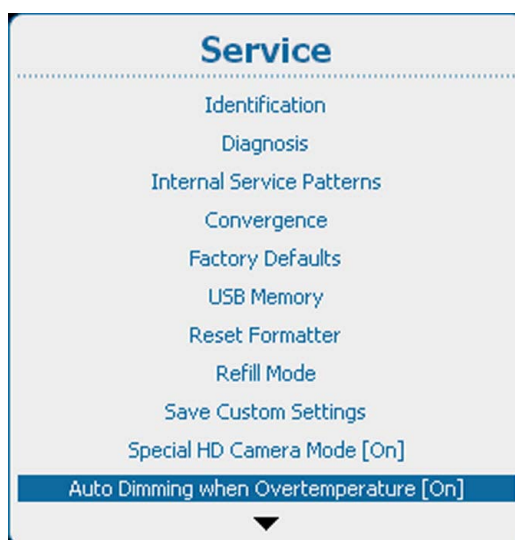 Service
Identification
Diagnosis
Internal Service Patterns
Convergence
Factory Defaults
USB Memory
Reset Formatter
Refill Mode
Save Custom Settings
Special HD Camera Mode [On]
Auto Dimming when Overtemperature [On]